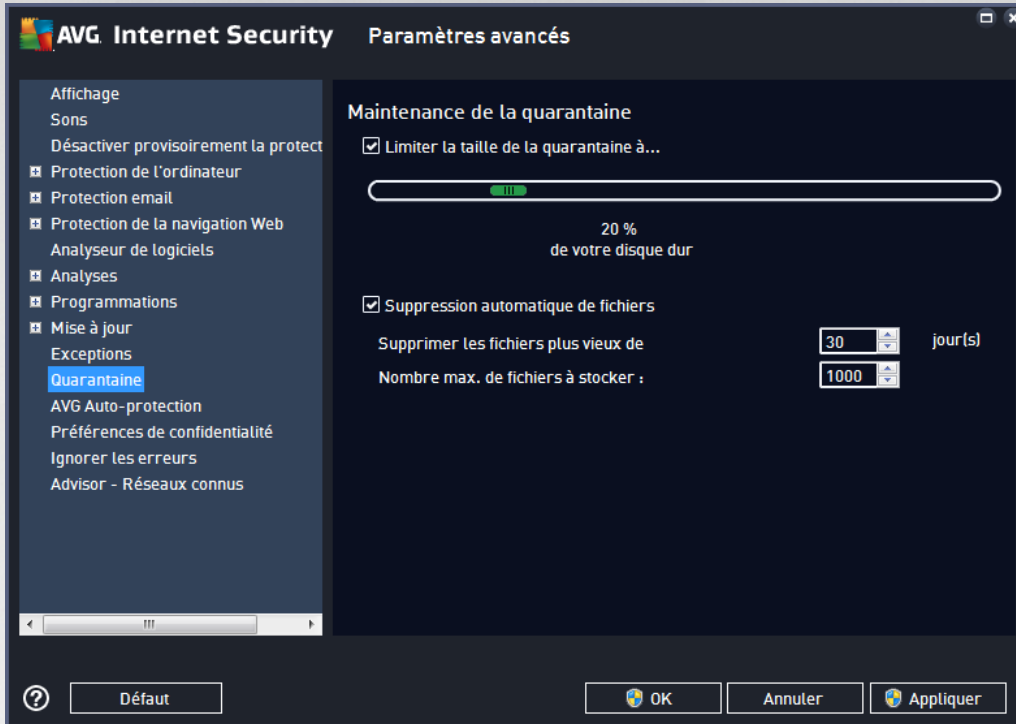 AVG Internet Security Paramètres avancés
Affichage
Sons
Désactiver provisoirement la protect
Protection de l'ordinateur
Protection email
Protection de la navigation Web
Analyseur de logiciels
Analyses
Programmations
Mise à jour
Exceptions
Quarantaine
AVG Auto-protection
Préférences de confidentialité
Ignorer les erreurs
Advisor - Réseaux connus
Maintenance de la quarantaine
Limiter la taille de la quarantaine à...
20 %
de votre disque dur
Suppression automatique de fichiers
Supprimer les fichiers plus vieux de 30 jour(s)
Nombre max. de fichiers à stocker : 1000
? Défaut OK Annuler Appliquer